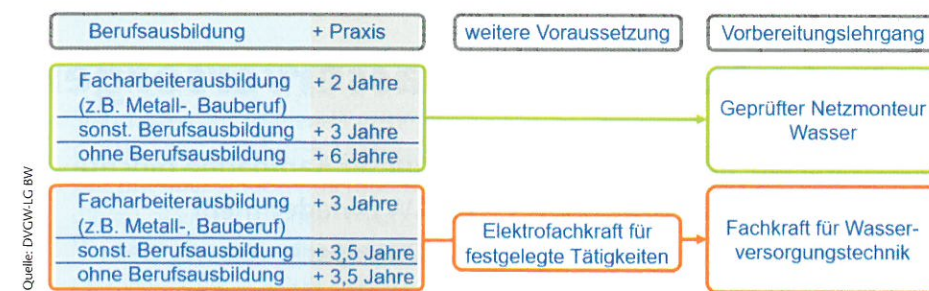 Berufsausbildung + Praxis
weitere Voraussetzung
Vorbereitungslehrgang
Facharbeiterausbildung + 2 Jahre
(z.B. Metall-, Bauberuf)
sonst. Berufsausbildung + 3 Jahre
ohne Berufsausbildung + 6 Jahre
Geprüfter Netzmonteur
Wasser
Facharbeiterausbildung + 3 Jahre
(z.B. Metall-, Bauberuf)
sonst. Berufsausbildung + 3,5 Jahre
ohne Berufsausbildung + 3,5 Jahre
Elektrofachkraft für
festgelegte Tätigkeiten
Fachkraft für Wasser-
versorgungstechnik
Quelle: DVGW-LG BW